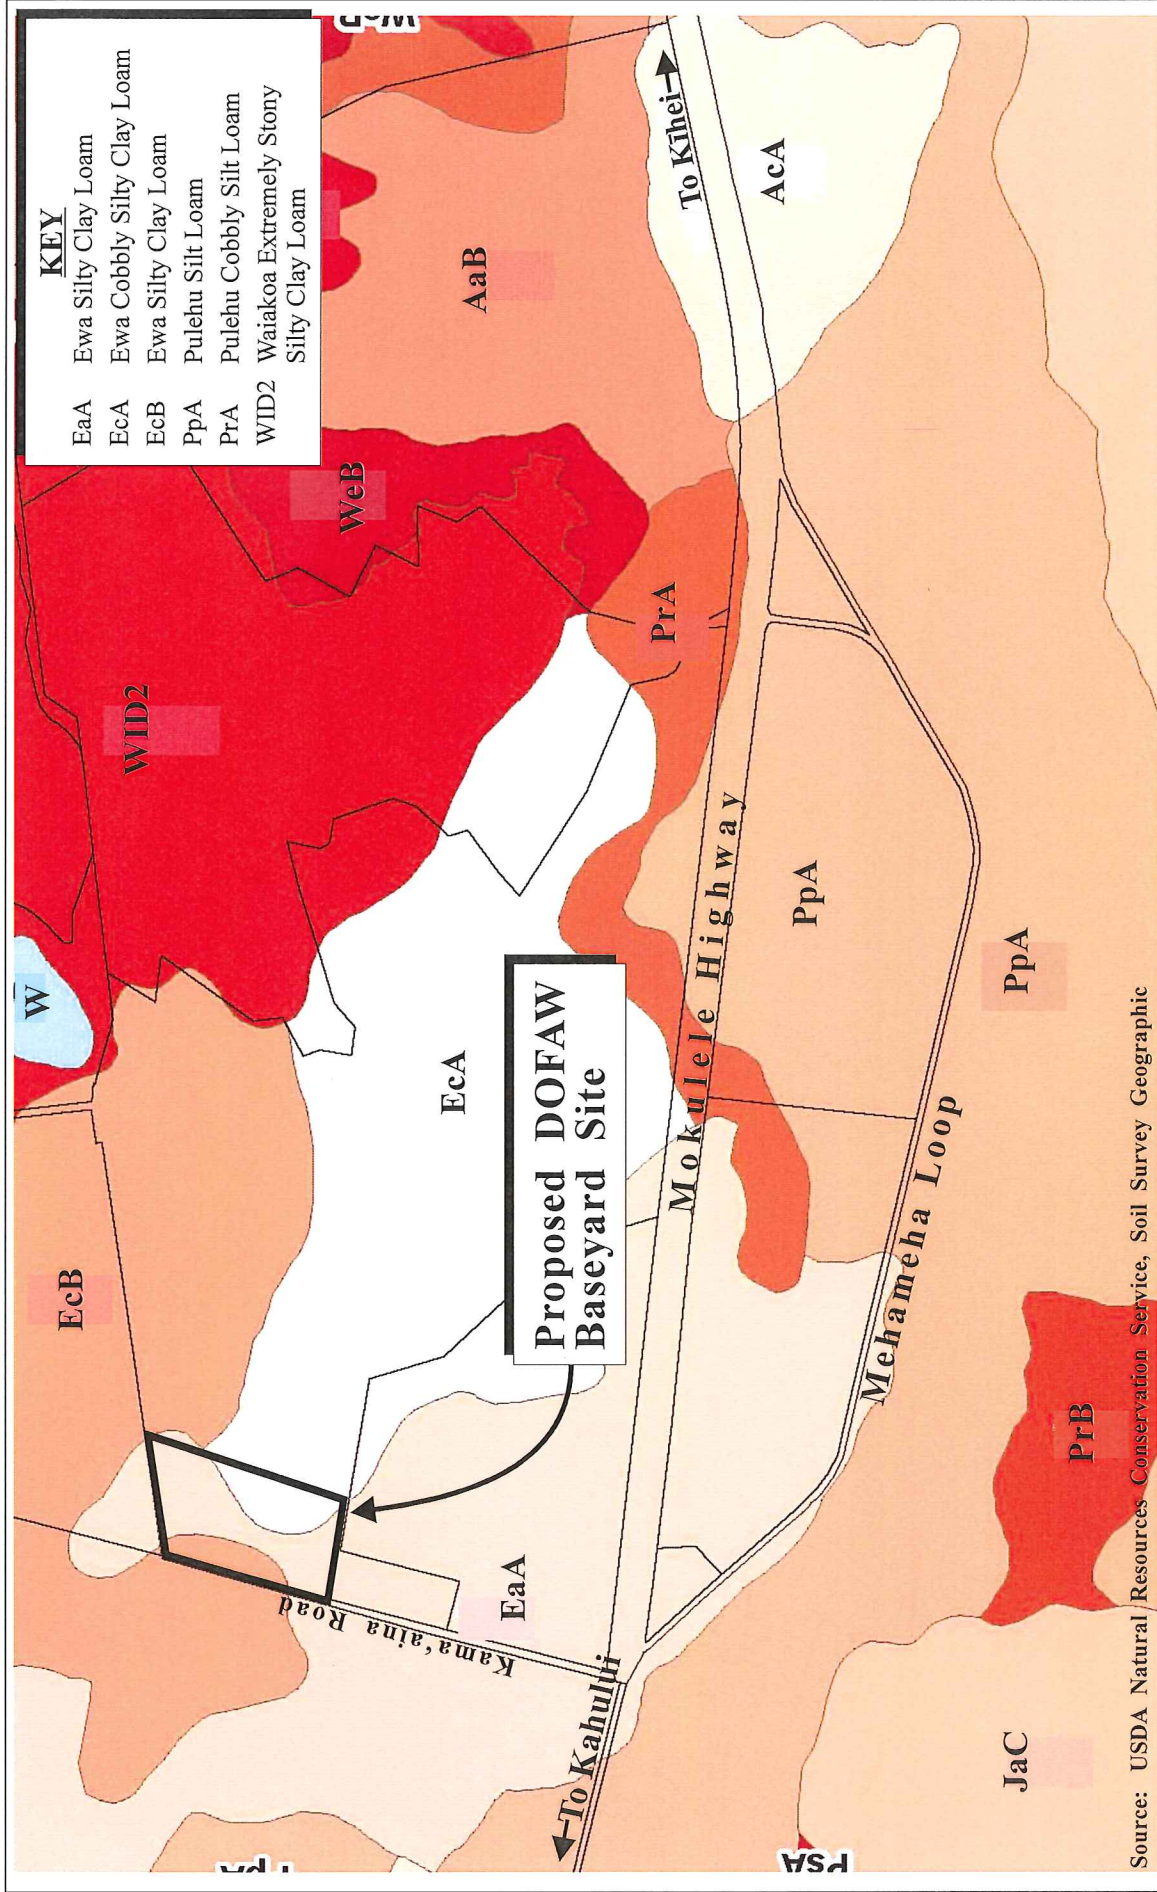 KEY
EaA Ewa Silty Clay Loam
EcA Ewa Cobbly Silty Clay Loam
EcB Ewa Silty Clay Loam
PpA Pulehu Silt Loam
PrA Pulehu Cobbly Silt Loam
WID2 Waiakoa Extremely Stony
Silty Clay Loam
W
WID2
WeB
AaB
EcB
EcA
PrA
To Kīhei
AcA
Proposed DOFAW
Baseyard Site
Kama‘aina Road
EaA
Mokulele Highway
PpA
To Kahului
Mehameha Loop
PpA
PrB
JaC
PsA
Source: USDA Natural Resources Conservation Service, Soil Survey Geographic